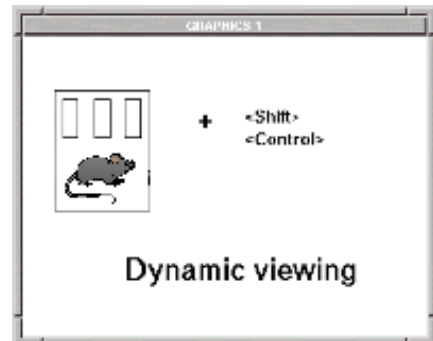 GRAPHICS 1
+ <Shift>
<Control>
Dynamic viewing